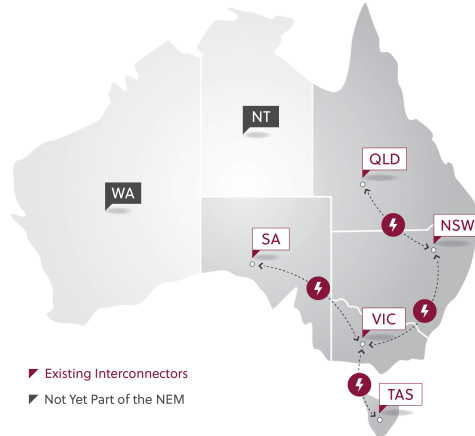 NT
QLD
WA
NSW
SA
VIC
Existing Interconnectors
TAS
Not Yet Part of the NEM